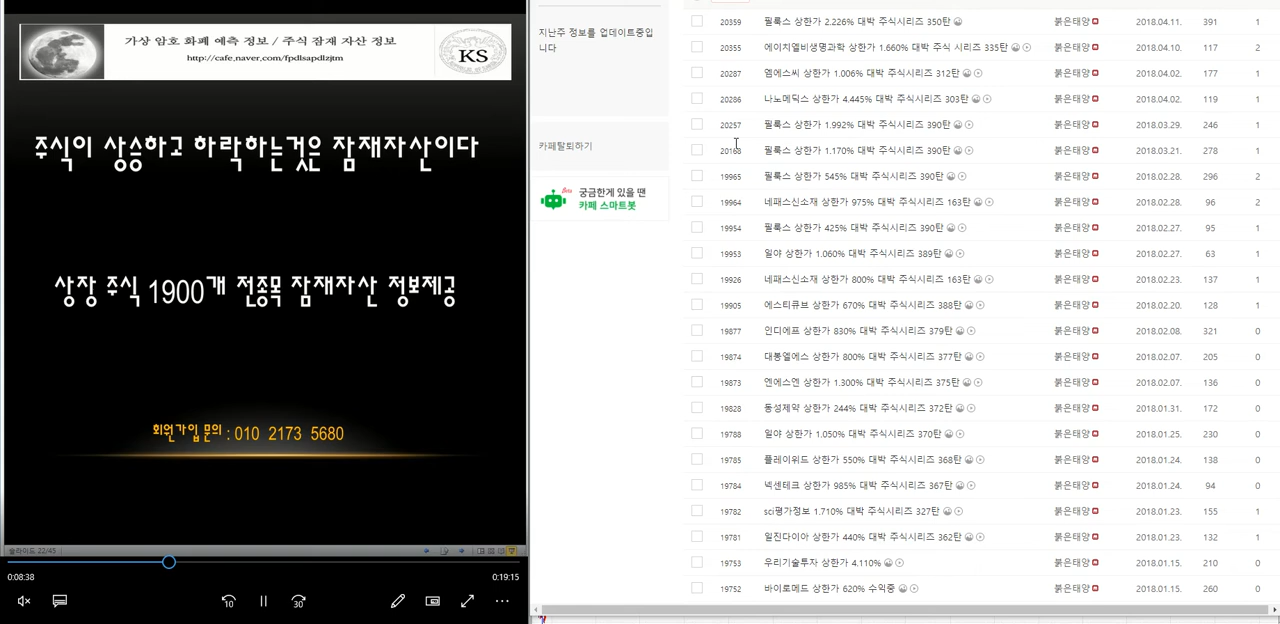 가상 암호 화폐 예측 정보 / 주식 잠재 자산 정보
http://cafe.naver.com/fpdlsapdlzjtm
KS
주식이 상승하고 하락하는것은 잠재자산이다
상장 주식 1900개 전종목 잠재자산 정보제공
회원가입 문의 : 010 2173 5680
슬라이드 22/45
0:08:38
0:19:15
10
30
지난주 정보를 업데이트중입
니다
카페탈퇴하기
Beta
궁금한게 있을 땐
카페 스마트봇
20359 필룩스 상한가 2.226% 대박 주식시리즈 350탄 붉은태양 2018.04.11. 391 1
20355 에이치엘비생명과학 상한가 1.660% 대박 주식 시리즈 335탄 붉은태양 2018.04.10. 117 2
20287 엠에스씨 상한가 1.006% 대박 주식시리즈 312탄 붉은태양 2018.04.02. 177 1
20286 나노메딕스 상한가 4.445% 대박 주식시리즈 303탄 붉은태양 2018.04.02. 119 1
20257 필룩스 상한가 1.992% 대박 주식시리즈 390탄 붉은태양 2018.03.29. 246 1
20168 필룩스 상한가 1.170% 대박 주식시리즈 390탄 붉은태양 2018.03.21. 278 1
19965 필룩스 상한가 545% 대박 주식시리즈 390탄 붉은태양 2018.02.28. 296 2
19964 네패스신소재 상한가 975% 대박 주식시리즈 163탄 붉은태양 2018.02.28. 96 2
19954 필룩스 상한가 425% 대박 주식시리즈 390탄 붉은태양 2018.02.27. 95 1
19953 일야 상한가 1.060% 대박 주식시리즈 389탄 붉은태양 2018.02.27. 63 1
19926 네패스신소재 상한가 800% 대박 주식시리즈 163탄 붉은태양 2018.02.23. 137 1
19905 에스티큐브 상한가 670% 대박 주식시리즈 388탄 붉은태양 2018.02.20. 128 1
19877 인디에프 상한가 830% 대박 주식시리즈 379탄 붉은태양 2018.02.08. 321 0
19874 대봉엘에스 상한가 800% 대박 주식시리즈 377탄 붉은태양 2018.02.07. 205 0
19873 엔에스엔 상한가 1.300% 대박 주식시리즈 375탄 붉은태양 2018.02.07. 136 0
19828 동성제약 상한가 244% 대박 주식시리즈 372탄 붉은태양 2018.01.31. 172 0
19788 일야 상한가 1.050% 대박 주식시리즈 370탄 붉은태양 2018.01.25. 230 0
19785 플레이위드 상한가 550% 대박 주식시리즈 368탄 붉은태양 2018.01.24. 138 0
19784 넥센테크 상한가 985% 대박 주식시리즈 367탄 붉은태양 2018.01.24. 94 0
19782 sci평가정보 1.710% 대박 주식시리즈 327탄 붉은태양 2018.01.23. 155 1
19781 일진다이아 상한가 440% 대박 주식시리즈 362탄 붉은태양 2018.01.23. 132 1
19753 우리기술투자 상한가 4.110% 붉은태양 2018.01.15. 210 0
19752 바이로메드 상한가 620% 수익중 붉은태양 2018.01.15. 260 0